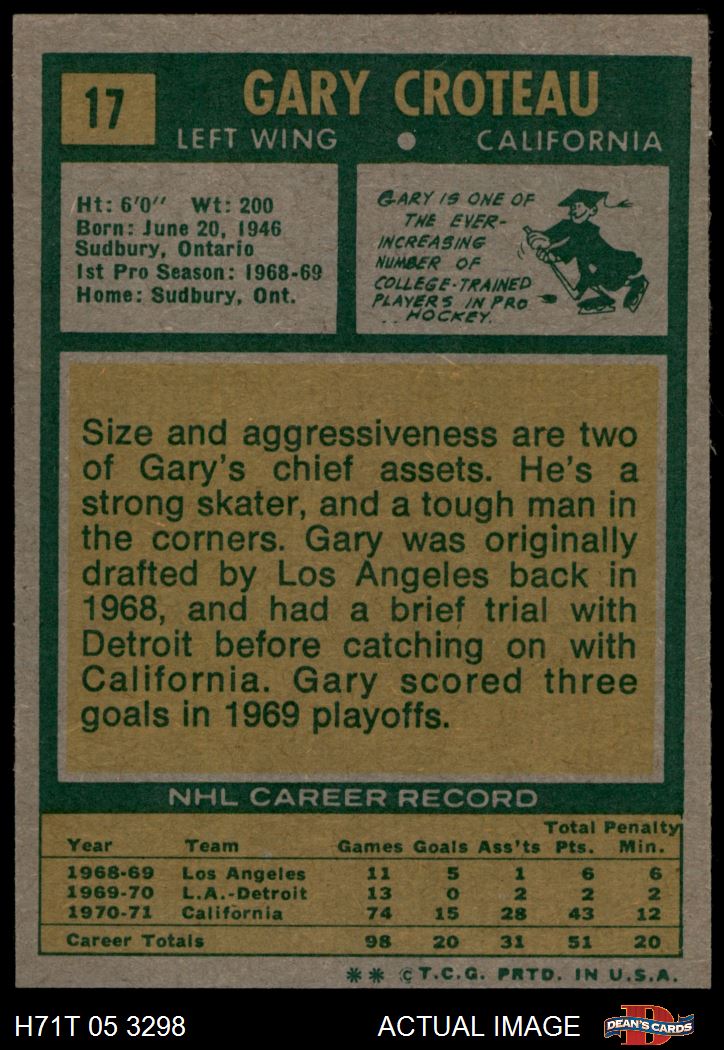 17
GARY CROTEAU
LEFT WING ● CALIFORNIA
Ht: 6'0'' Wt: 200
Born: June 20, 1946
Sudbury, Ontario
1st Pro Season: 1968-69
Home: Sudbury, Ont.
GARY IS ONE OF
THE EVER-
INCREASING
NUMBER OF
COLLEGE-TRAINED
PLAYERS IN PRO
HOCKEY.
Size and aggressiveness are two
of Gary's chief assets. He's a
strong skater, and a tough man in
the corners. Gary was originally
drafted by Los Angeles back in
1968, and had a brief trial with
Detroit before catching on with
California. Gary scored three
goals in 1969 playoffs.
NHL CAREER RECORD
Year Team Games Goals Ass'ts Total Pts. Penalty Min.
1968-69 Los Angeles 11 5 1 6 6
1969-70 L.A.-Detroit 13 0 2 2 2
1970-71 California 74 15 28 43 12
Career Totals 98 20 31 51 20
** © T.C.G. PRTD. IN U.S.A.
H71T 05 3298 ACTUAL IMAGE D DEAN'S CARDS